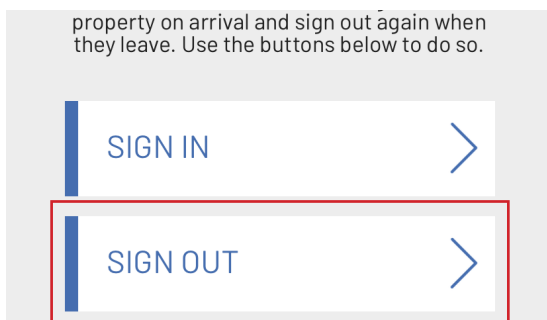 property on arrival and sign out again when
they leave. Use the buttons below to do so.
SIGN IN
SIGN OUT